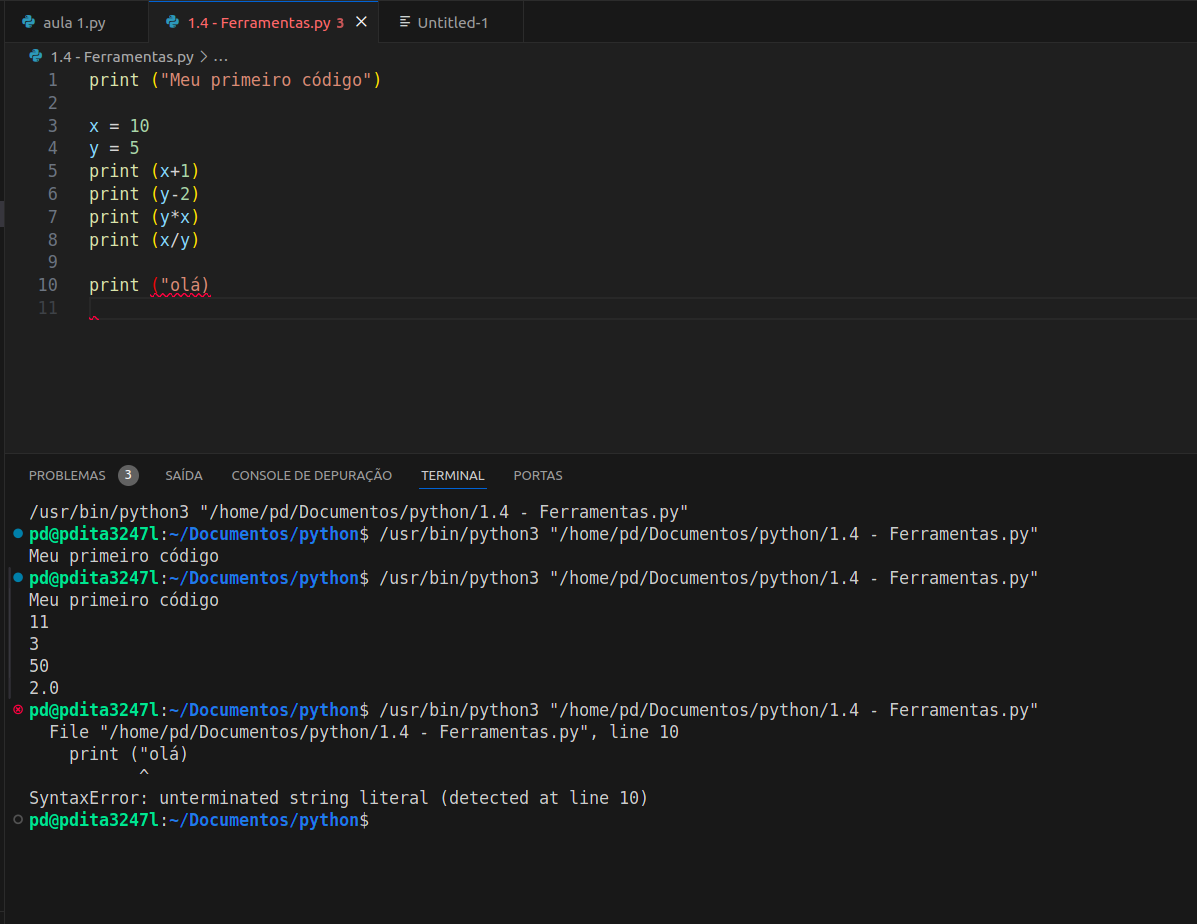 aula 1.py 1.4 - Ferramentas.py 3 Untitled-1
1.4 - Ferramentas.py > ...
1 print ("Meu primeiro código")
2
3 x = 10
4 y = 5
5 print (x+1)
6 print (y-2)
7 print (y*x)
8 print (x/y)
9
10 print ("olá)
11
PROBLEMAS 3 SAÍDA CONSOLE DE DEPURAÇÃO TERMINAL PORTAS
/usr/bin/python3 "/home/pd/Documentos/python/1.4 - Ferramentas.py"
pd@pdita3247l:~/Documentos/python$ /usr/bin/python3 "/home/pd/Documentos/python/1.4 - Ferramentas.py"
Meu primeiro código
pd@pdita3247l:~/Documentos/python$ /usr/bin/python3 "/home/pd/Documentos/python/1.4 - Ferramentas.py"
Meu primeiro código
11
3
50
2.0
pd@pdita3247l:~/Documentos/python$ /usr/bin/python3 "/home/pd/Documentos/python/1.4 - Ferramentas.py"
  File "/home/pd/Documentos/python/1.4 - Ferramentas.py", line 10
    print ("olá)
           ^
SyntaxError: unterminated string literal (detected at line 10)
pd@pdita3247l:~/Documentos/python$